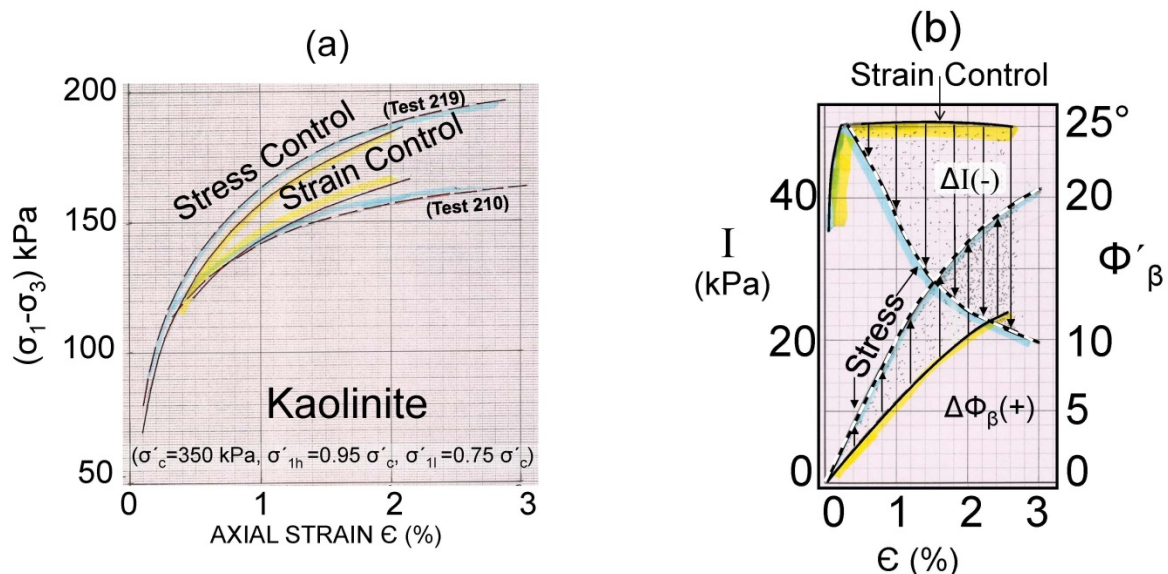 (a)
200
150
100
50
(σ₁-σ₃) kPa
Stress Control
Strain Control
(Test 219)
(Test 210)
Kaolinite
(σ´c=350 kPa, σ´1h=0.95 σ´c, σ´1l=0.75 σ´c)
0 1 2 3
AXIAL STRAIN Є (%)
(b)
Strain Control
40
20
0
I
(kPa)
ΔI(-)
Stress
ΔΦβ(+)
25°
20
10
5
0
Φ´β
0 1 2 3
Є (%)